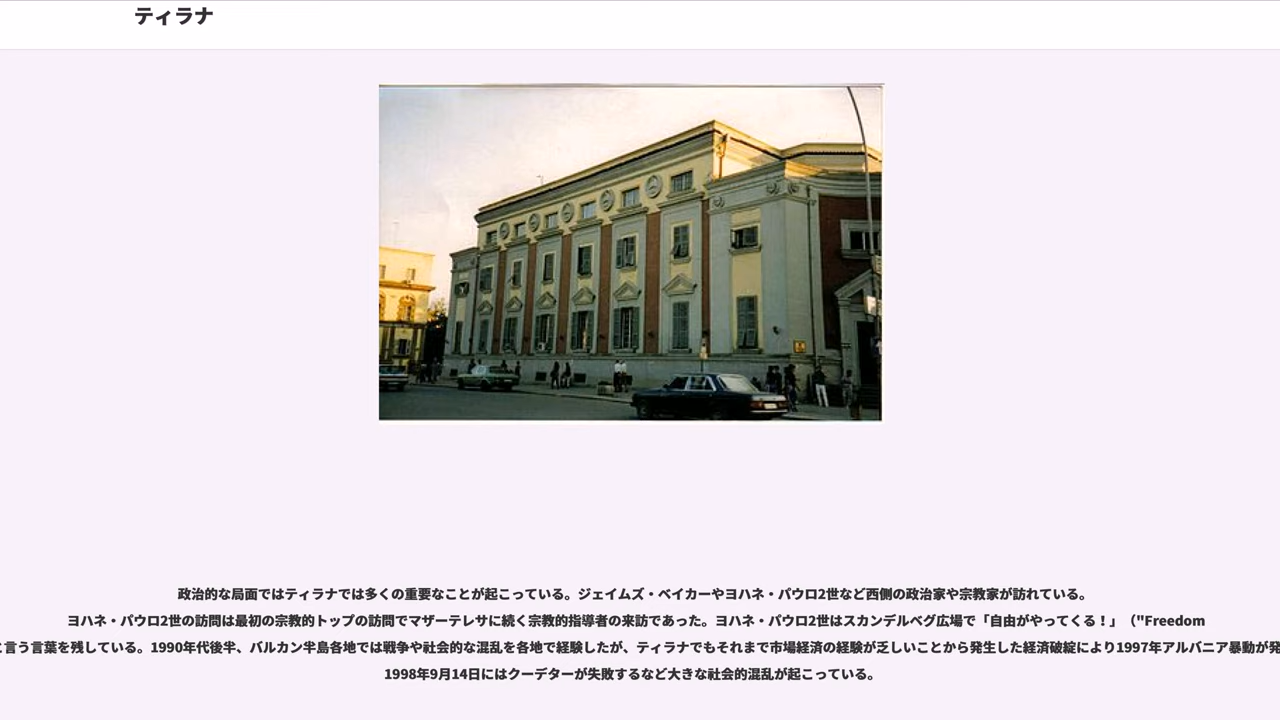 ティラナ
政治的な局面ではティラナでは多くの重要なことが起こっている。ジェイムズ・ベイカーやヨハネ・パウロ2世など西側の政治家や宗教家が訪れている。
ヨハネ・パウロ2世の訪問は最初の宗教的トップの訪問でマザーテレサに続く宗教的指導者の来訪であった。ヨハネ・パウロ2世はスカンデルベグ広場で「自由がやってくる！」（"Freedom
と言う言葉を残している。1990年代後半、バルカン半島各地では戦争や社会的な混乱を各地で経験したが、ティラナでもそれまで市場経済の経験が乏しいことから発生した経済破綻により1997年アルバニア暴動が発
1998年9月14日にはクーデターが失敗するなど大きな社会的混乱が起こっている。